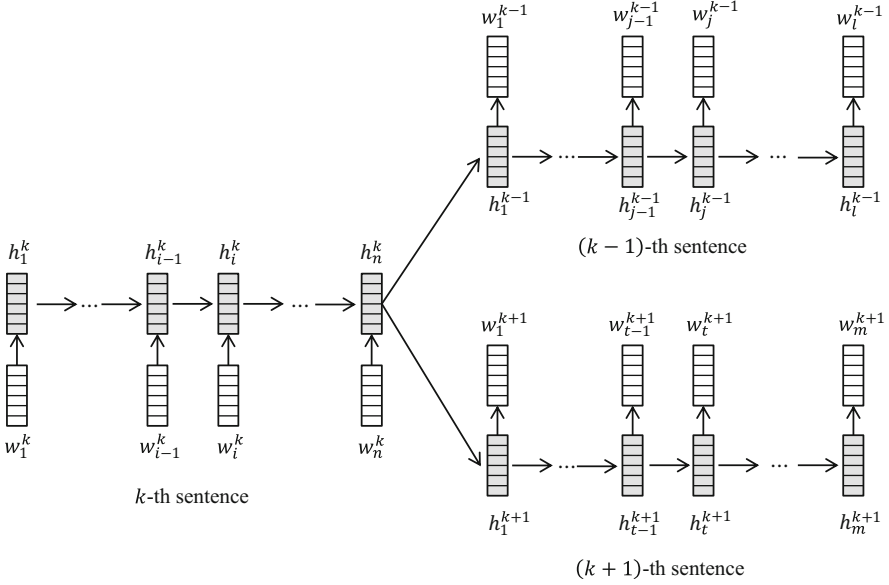 w_1^{k-1} w_{j-1}^{k-1} w_j^{k-1} w_l^{k-1}
... ...
h_1^{k-1} h_{j-1}^{k-1} h_j^{k-1} h_l^{k-1}
(k − 1)-th sentence
h_1^k h_{i-1}^k h_i^k h_n^k
... ...
w_1^k w_{i-1}^k w_i^k w_n^k
k-th sentence
w_1^{k+1} w_{t-1}^{k+1} w_t^{k+1} w_m^{k+1}
... ...
h_1^{k+1} h_{t-1}^{k+1} h_t^{k+1} h_m^{k+1}
(k + 1)-th sentence